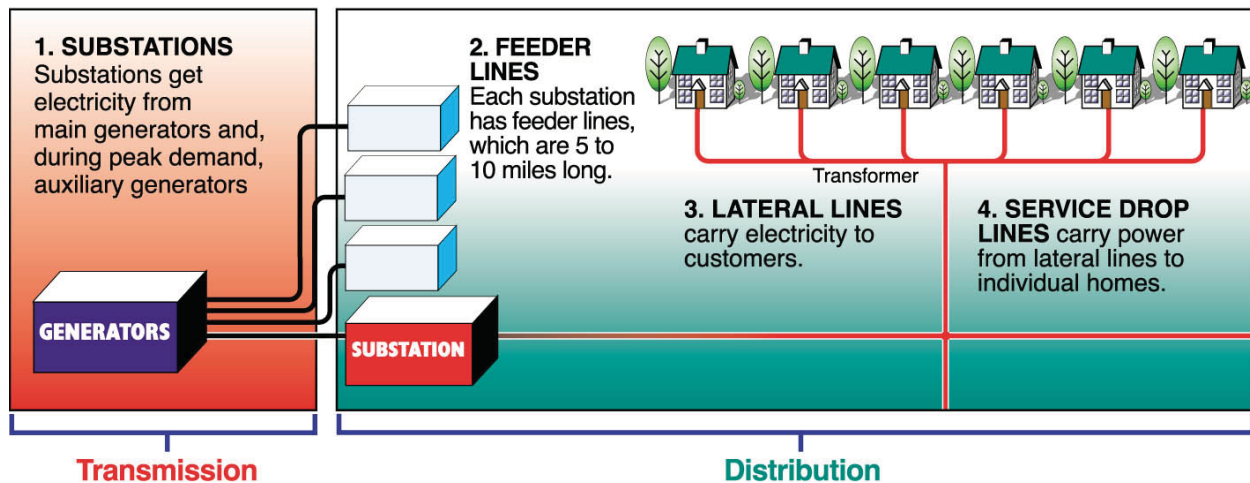 1. SUBSTATIONS
Substations get
electricity from
main generators and,
during peak demand,
auxiliary generators
GENERATORS
2. FEEDER
LINES
Each substation
has feeder lines,
which are 5 to
10 miles long.
SUBSTATION
Transformer
3. LATERAL LINES
carry electricity to
customers.
4. SERVICE DROP
LINES carry power
from lateral lines to
individual homes.
Transmission
Distribution